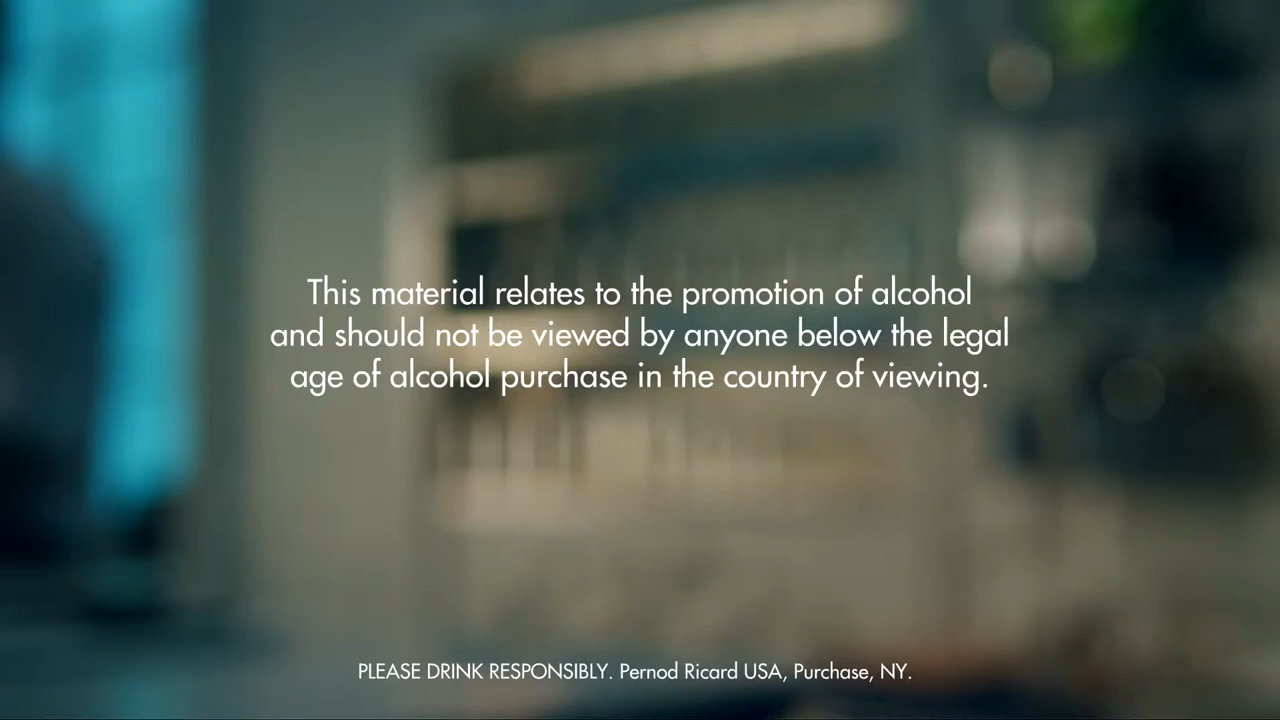 This material relates to the promotion of alcohol
and should not be viewed by anyone below the legal
age of alcohol purchase in the country of viewing.
PLEASE DRINK RESPONSIBLY. Pernod Ricard USA, Purchase, NY.